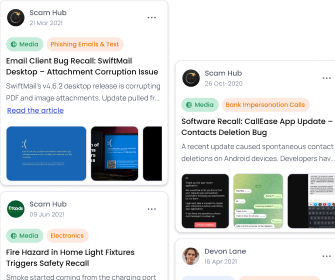 Scam Hub
21 Mar 2021
Media
Phishing Emails & Text
Email Client Bug Recall: SwiftMail
Desktop – Attachment Corruption Issue
SwiftMail's v4.6.2 desktop release is corrupting
PDF and image attachments. Update pulled fr...
Read the article
Scam Hub
09 Jun 2021
Media
Electronics
Fire Hazard in Home Light Fixtures
Triggers Safety Recall
Smoke started coming from the charging port
Scam Hub
26 Oct-2020
Media
Bank Impersonation Calls
Software Recall: CallEase App Update –
Contacts Deletion Bug
A recent update caused spontaneous contact
deletions on Android devices. Developers hav...
Devon Lane
16 Apr 2021